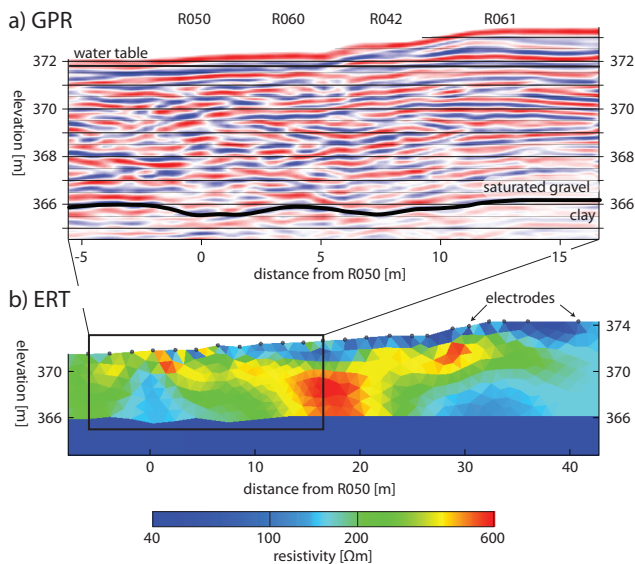 a) GPR
R050 R060 R042 R061
water table
elevation [m]
372 372
370 370
368 368
366 366
saturated gravel
clay
-5 0 5 10 15
distance from R050 [m]
b) ERT
electrodes
elevation [m]
374
370 370
366 366
0 10 20 30 40
distance from R050 [m]
40 100 200 600
resistivity [Ωm]